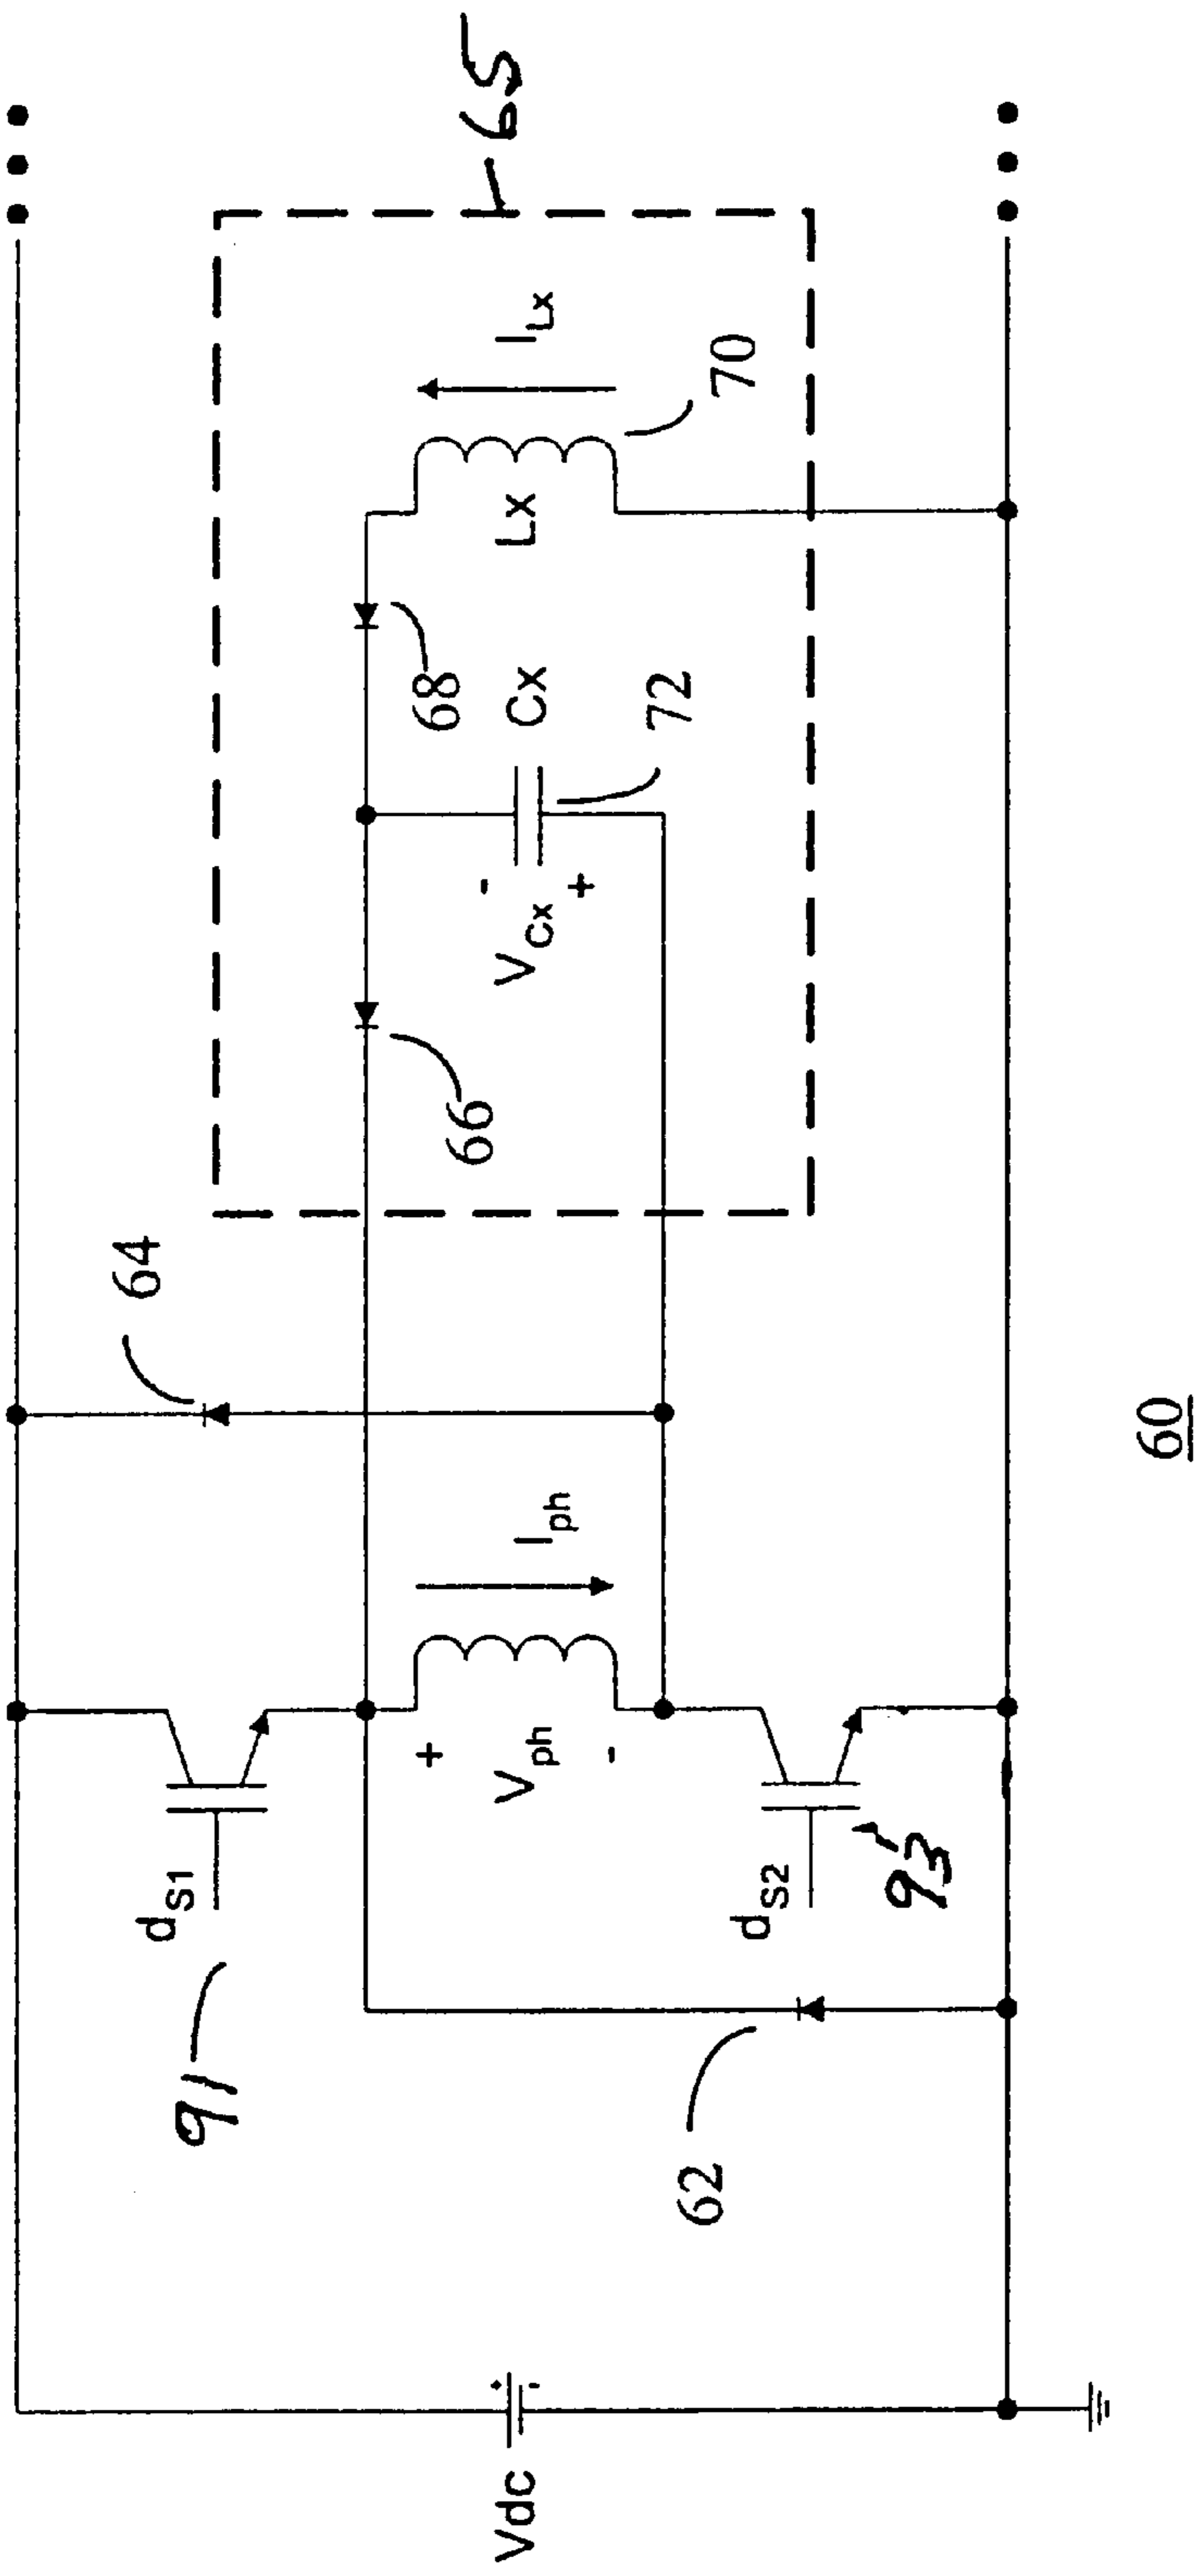 65
I_Lx
70
Lx
68
Cx
72
- +
V_Cx
66
64
60
I_ph
+ -
V_ph
d_S1
d_S2
93
91
62
+ -
Vdc